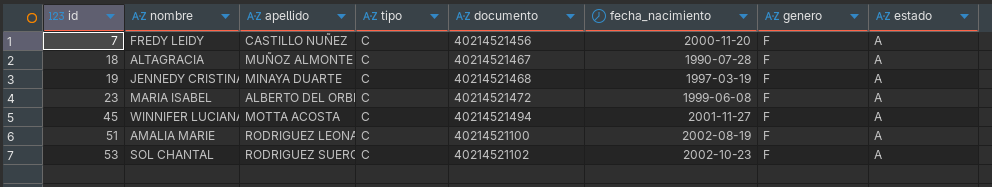 123 id A-Z nombre A-Z apellido A-Z tipo A-Z documento fecha_nacimiento A-Z genero A-Z estado
1 7 FREDY LEIDY CASTILLO NUÑEZ C 40214521456 2000-11-20 F A
2 18 ALTAGRACIA MUÑOZ ALMONTE C 40214521467 1990-07-28 F A
3 19 JENNEDY CRISTINA MINAYA DUARTE C 40214521468 1997-03-19 F A
4 23 MARIA ISABEL ALBERTO DEL ORBI C 40214521472 1999-06-08 F A
5 45 WINNIFER LUCIANA MOTTA ACOSTA C 40214521494 2001-11-27 F A
6 51 AMALIA MARIE RODRIGUEZ LEONA C 40214521100 2002-08-19 F A
7 53 SOL CHANTAL RODRIGUEZ SUERO C 40214521102 2002-10-23 F A